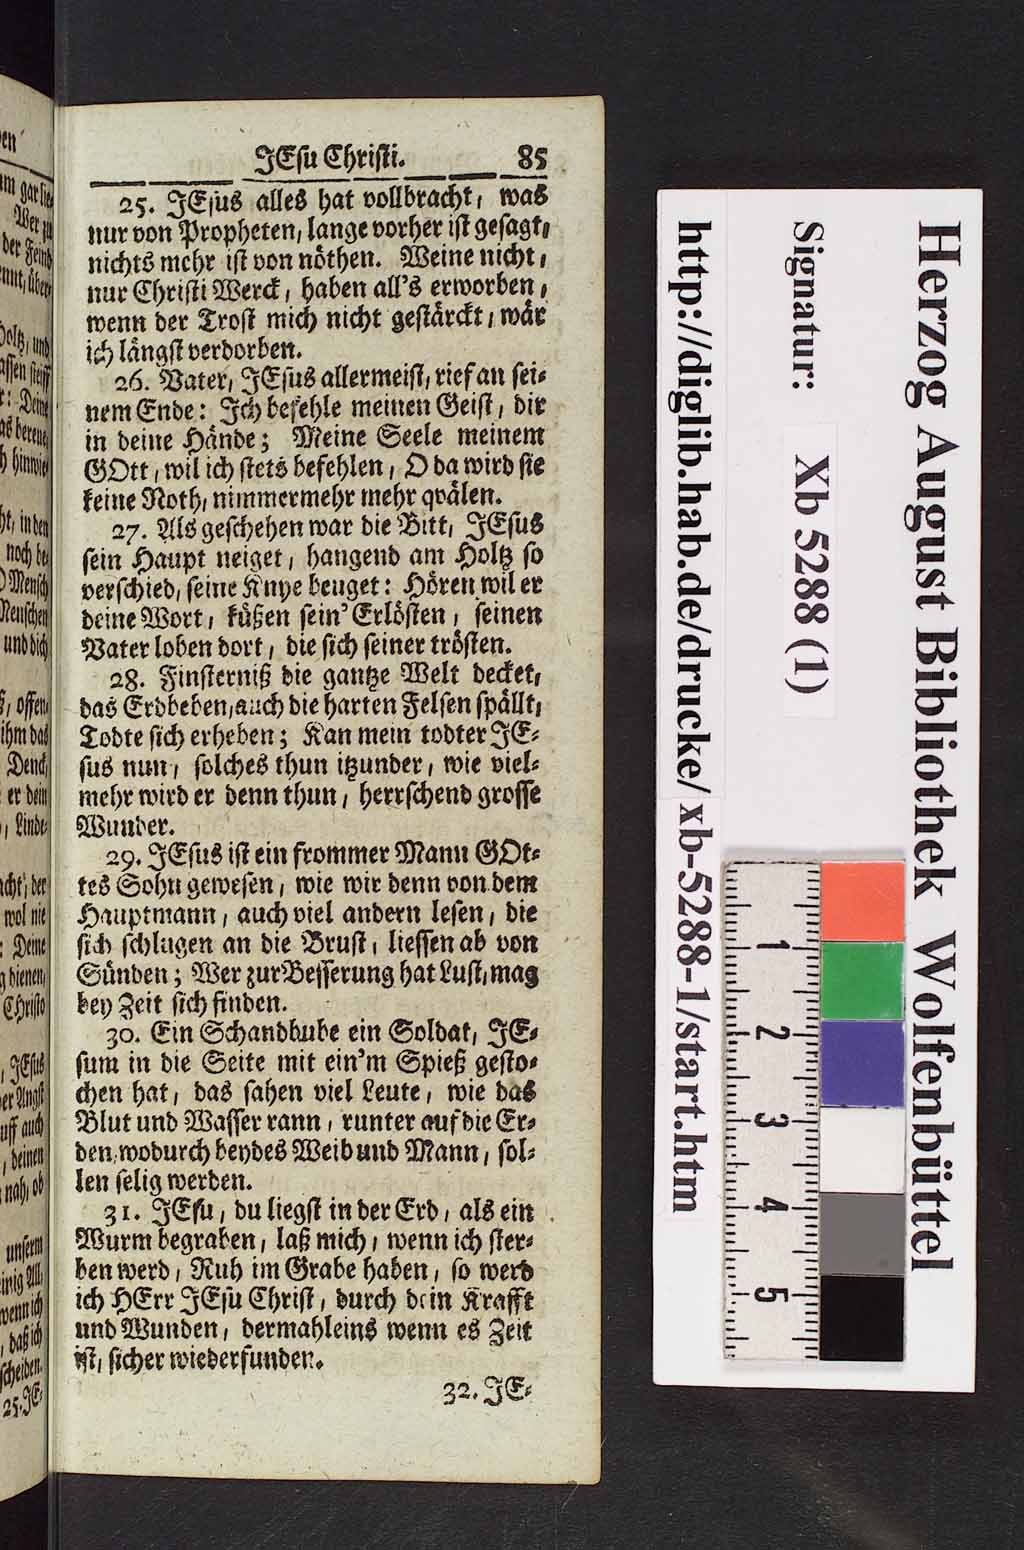 JEsu Christi. 85
25. JEsus alles hat vollbracht, was
nur von Propheten, lange vorher ist gesagt,
nichts mehr ist von nöthen. Weine nicht,
nur Christi Werck, haben all's erworben,
wenn der Trost mich nicht gestärckt, wär
ich längst verdorben.
26. Vater, JEsus allermeist, rief an sei-
nem Ende: Ich befehle meinen Geist, dir
in deine Hände; Meine Seele meinem
GOtt, wil ich stets befehlen, O da wird sie
keine Noth, nimmermehr mehr qvälen.
27. Als geschehen war die Bitt, JEsus
sein Haupt neiget, hangend am Holtz so
verschied, seine Knye beuget: Hören wil er
deine Wort, küßen sein' Erlösten, seinen
Vater loben dort, die sich seiner trösten.
28. Finsterniß die gantze Welt decket,
das Erdbeben, auch die harten Felsen spällt,
Todte sich erheben; Kan mein todter JE-
sus nun, solches thun itzunder, wie viel-
mehr wird er denn thun, herrschend grosse
Wunder.
29. JEsus ist ein frommer Mann GOt-
tes Sohn gewesen, wie wir denn von dem
Hauptmann, auch viel andern lesen, die
sich schlugen an die Brust, liessen ab von
Sünden; Wer zur Besserung hat Lust, mag
bey Zeit sich finden.
30. Ein Schandbube ein Soldat, JE-
sum in die Seite mit ein'm Spieß gesto-
chen hat, das sahen viel Leute, wie das
Blut und Wasser rann, runter auf die Er-
den, wodurch beydes Weib und Mann, sol-
len selig werden.
31. JEsu, du liegst in der Erd, als ein
Wurm begraben, laß mich, wenn ich ster-
ben werd, Ruh im Grabe haben, so werd
ich HErr JEsu Christ, durch dein Krafft
und Wunden, dermahleins wenn es Zeit
ist, sicher wiederfunden.
32. JE-
Herzog August Bibliothek Wolfenbüttel
Signatur: Xb 5288 (1)
http://diglib.hab.de/drucke/xb-5288-1/start.htm
1
2
3
4
5